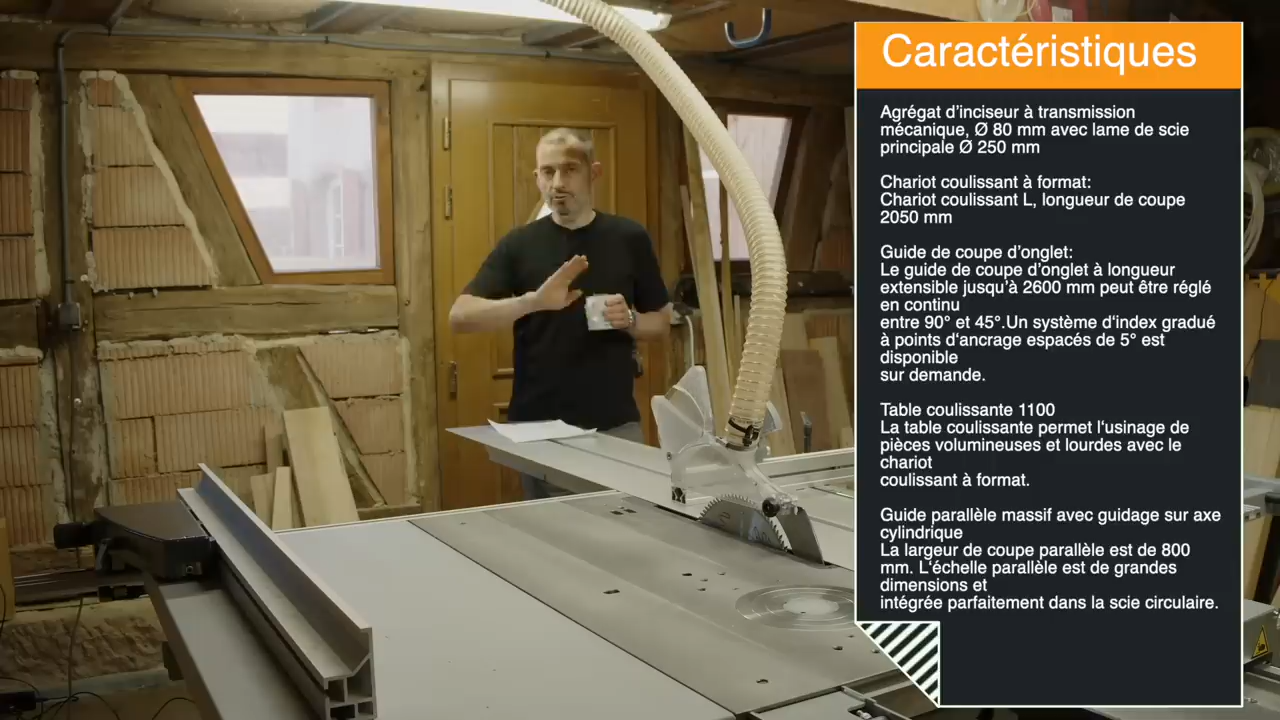 Caractéristiques
Agrégat d’inciseur à transmission
mécanique, Ø 80 mm avec lame de scie
principale Ø 250 mm
Chariot coulissant à format:
Chariot coulissant L, longueur de coupe
2050 mm
Guide de coupe d’onglet:
Le guide de coupe d’onglet à longueur
extensible jusqu’à 2600 mm peut être réglé
en continu
entre 90° et 45°.Un système d‘index gradué
à points d‘ancrage espacés de 5° est
disponible
sur demande.
Table coulissante 1100
La table coulissante permet l‘usinage de
pièces volumineuses et lourdes avec le
chariot
coulissant à format.
Guide parallèle massif avec guidage sur axe
cylindrique
La largeur de coupe parallèle est de 800
mm. L‘échelle parallèle est de grandes
dimensions et
intégrée parfaitement dans la scie circulaire.